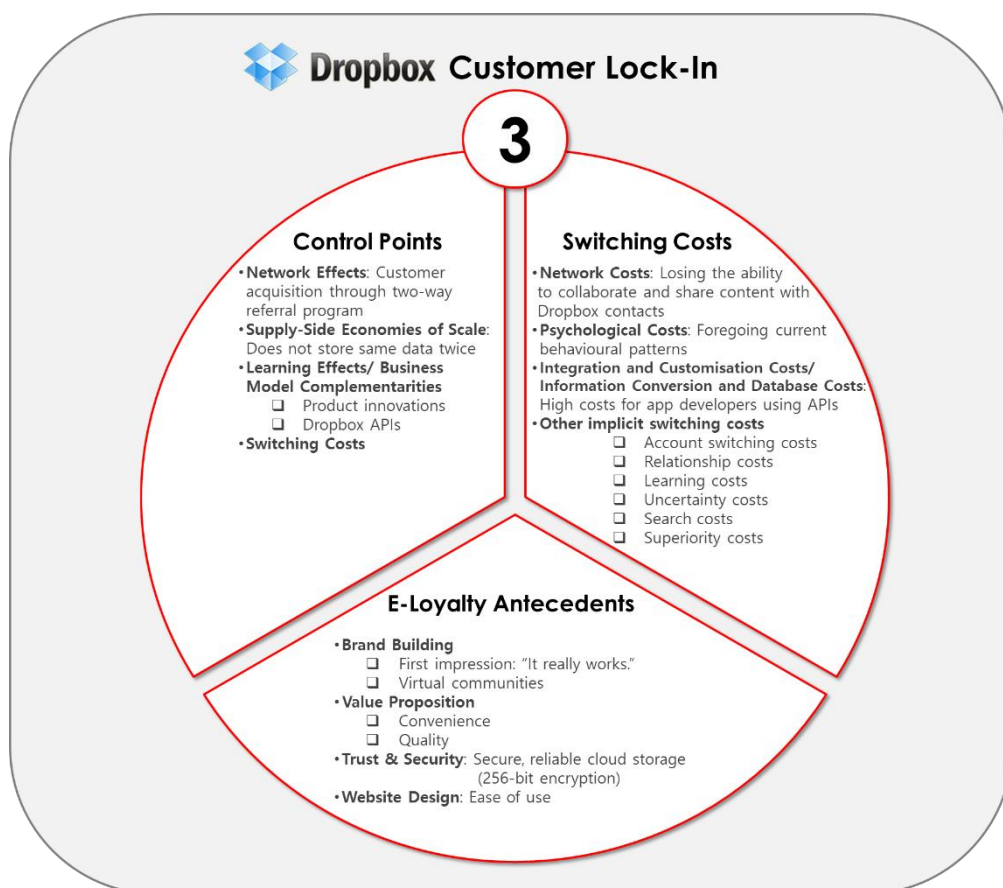 Dropbox Customer Lock-In
3
Control Points
•Network Effects: Customer
acquisition through two-way
referral program
•Supply-Side Economies of Scale:
Does not store same data twice
•Learning Effects/ Business
Model Complementarities
❑ Product innovations
❑ Dropbox APIs
•Switching Costs
Switching Costs
•Network Costs: Losing the ability
to collaborate and share content with
Dropbox contacts
•Psychological Costs: Foregoing current
behavioural patterns
•Integration and Customisation Costs/
Information Conversion and Database Costs:
High costs for app developers using APIs
•Other implicit switching costs
❑ Account switching costs
❑ Relationship costs
❑ Learning costs
❑ Uncertainty costs
❑ Search costs
❑ Superiority costs
E-Loyalty Antecedents
•Brand Building
❑ First impression: "It really works."
❑ Virtual communities
•Value Proposition
❑ Convenience
❑ Quality
•Trust & Security: Secure, reliable cloud storage
(256-bit encryption)
•Website Design: Ease of use